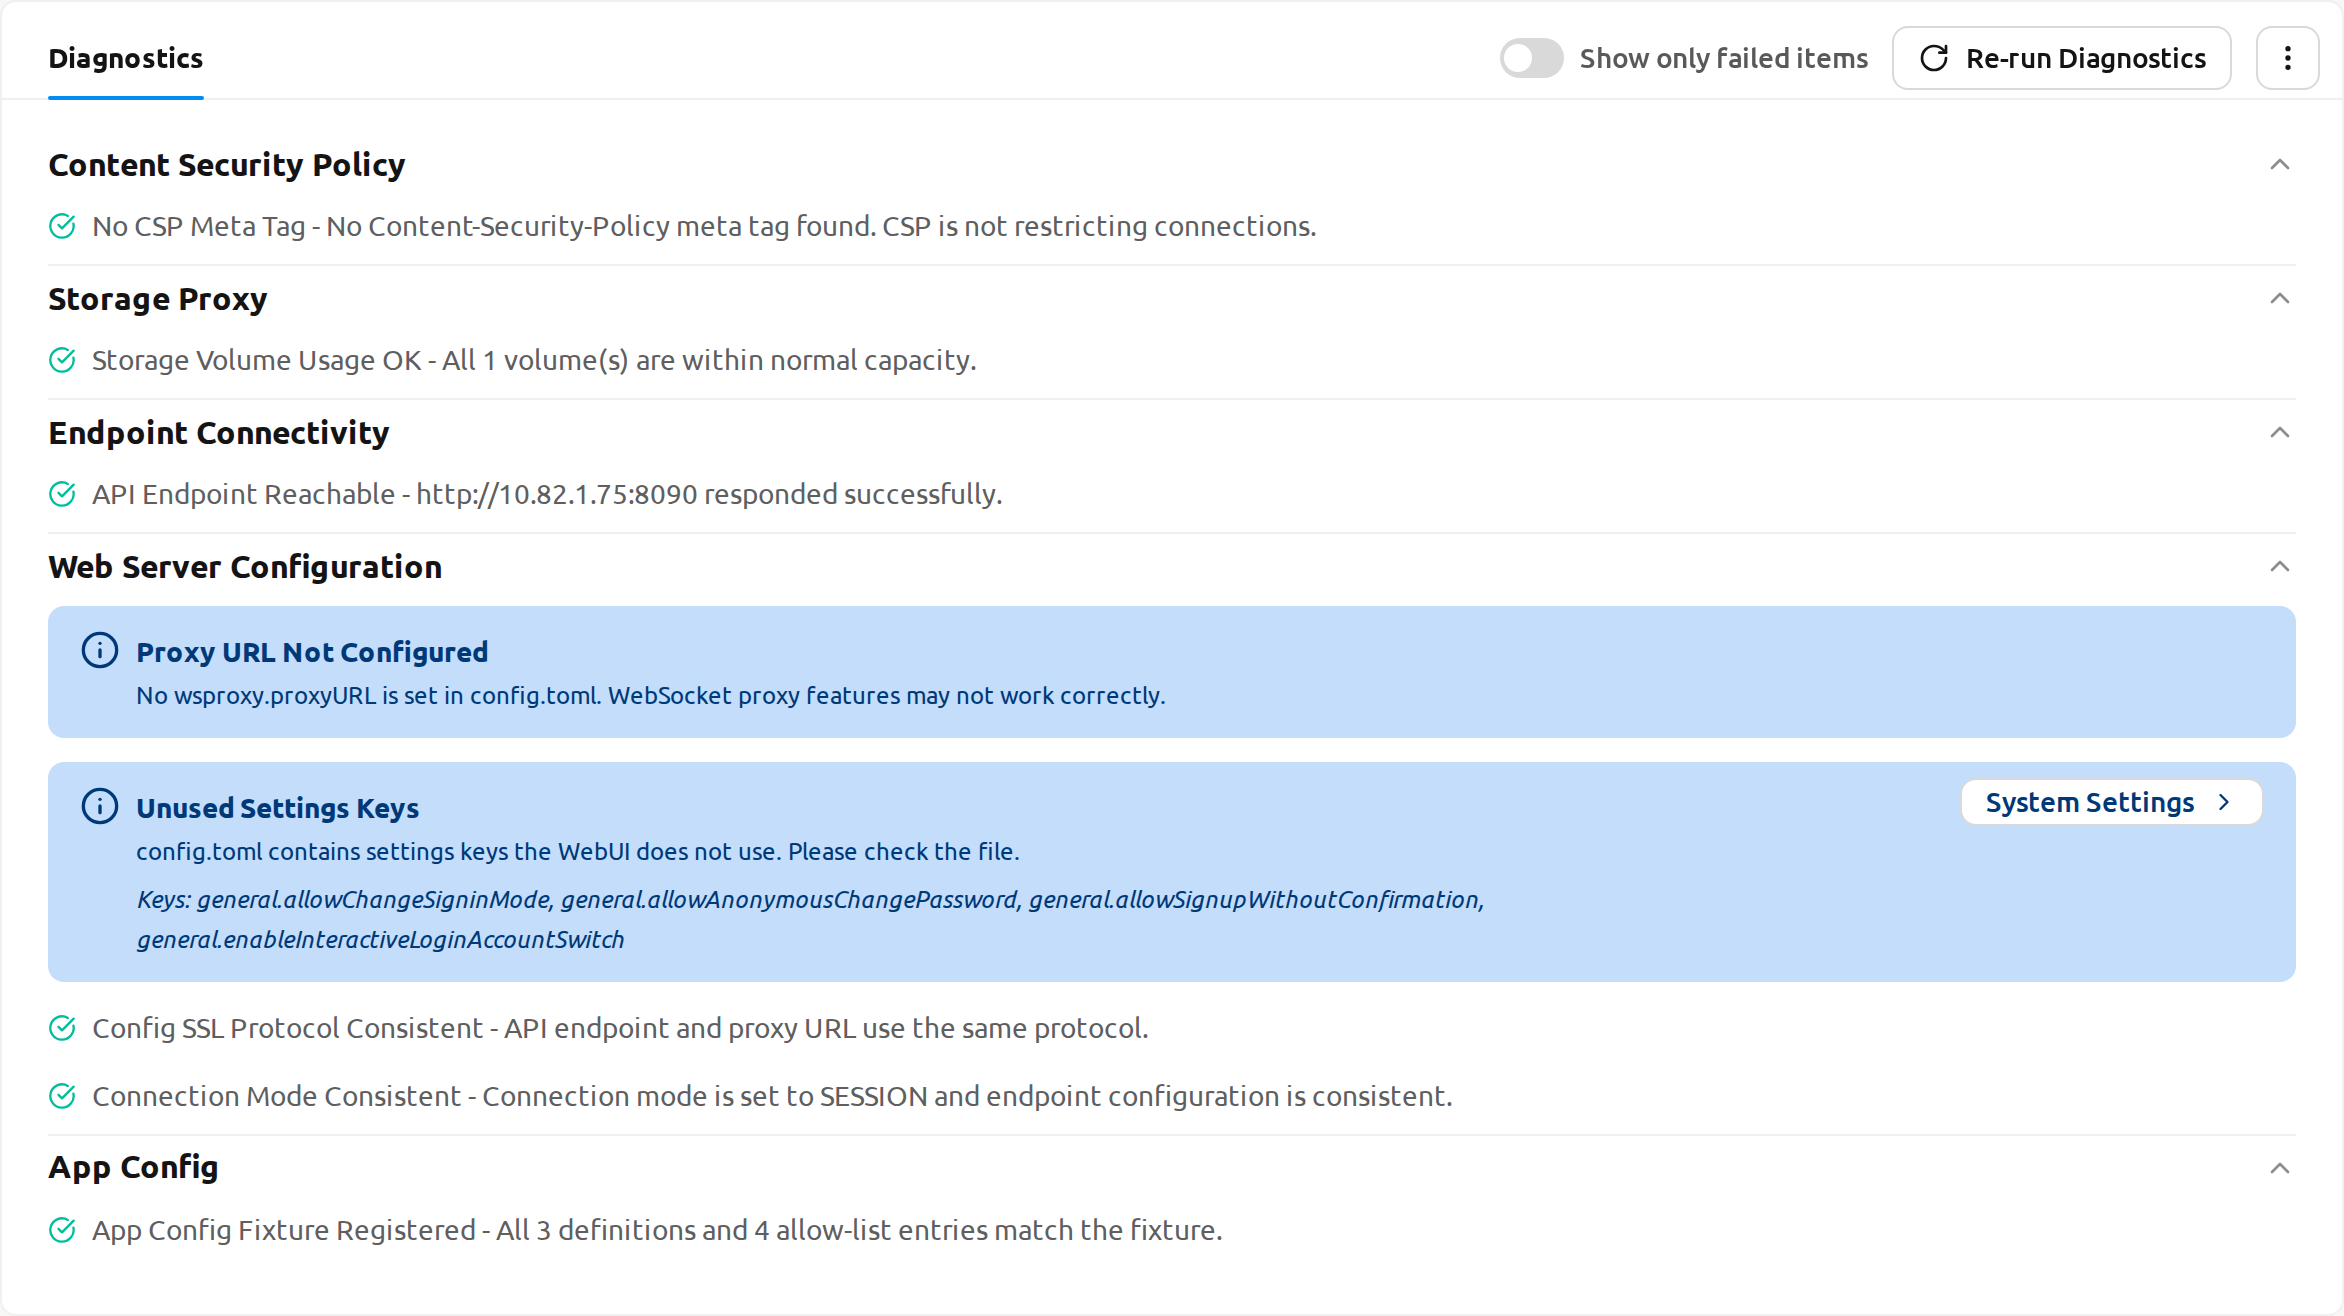 Diagnostics
Show only failed items
Re-run Diagnostics
Content Security Policy
No CSP Meta Tag - No Content-Security-Policy meta tag found. CSP is not restricting connections.
Storage Proxy
Storage Volume Usage OK - All 1 volume(s) are within normal capacity.
Endpoint Connectivity
API Endpoint Reachable - http://10.82.1.75:8090 responded successfully.
Web Server Configuration
Proxy URL Not Configured
No wsproxy.proxyURL is set in config.toml. WebSocket proxy features may not work correctly.
Unused Settings Keys
System Settings
config.toml contains settings keys the WebUI does not use. Please check the file.
Keys: general.allowChangeSigninMode, general.allowAnonymousChangePassword, general.allowSignupWithoutConfirmation,
general.enableInteractiveLoginAccountSwitch
Config SSL Protocol Consistent - API endpoint and proxy URL use the same protocol.
Connection Mode Consistent - Connection mode is set to SESSION and endpoint configuration is consistent.
App Config
App Config Fixture Registered - All 3 definitions and 4 allow-list entries match the fixture.